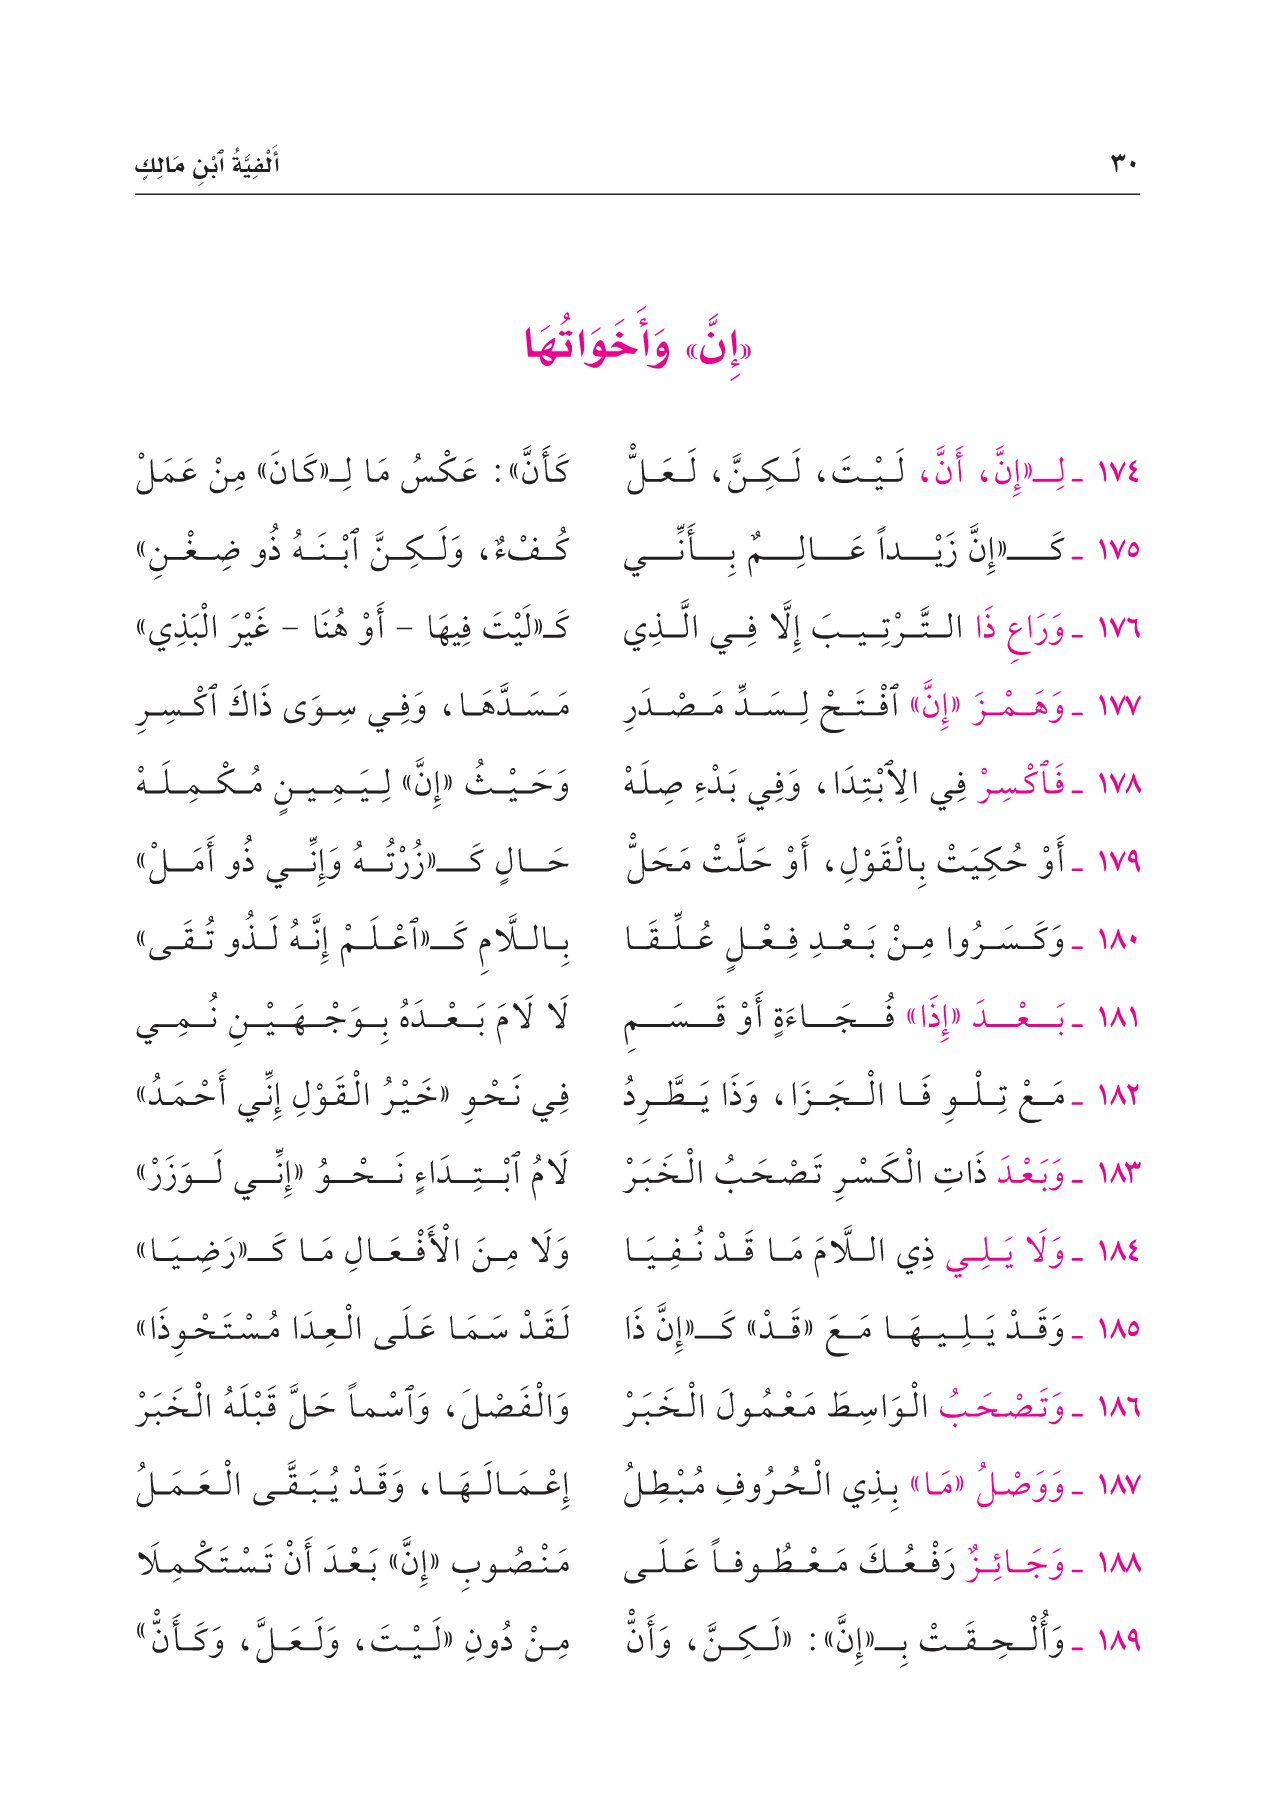 ٣٠ أَلْفِيَّةُ ٱبْنِ مَالِكٍ
«إِنَّ» وَأَخَوَاتُهَا
١٧٤ - لِـ«إِنَّ، أَنَّ، لَيْتَ، لَكِنَّ، لَعَلّْ كَأَنَّ»: عَكْسُ مَا لِـ«كَانَ» مِنْ عَمَلْ
١٧٥ - كَـ«إِنَّ زَيْداً عَالِمٌ بِأَنِّي كُفْءٌ، وَلَكِنَّ ٱبْنَهُ ذُو ضِغْنِ»
١٧٦ - وَرَاعِ ذَا التَّرْتِيبَ إِلَّا فِي الَّذِي كَـ«لَيْتَ فِيهَا - أَوْ هُنَا - غَيْرَ الْبَذِي»
١٧٧ - وَهَمْزَ «إِنَّ» ٱفْتَحْ لِسَدِّ مَصْدَرِ مَسَدَّهَا، وَفِي سِوَى ذَاكَ ٱكْسِرِ
١٧٨ - فَٱكْسِرْ فِي الِٱبْتِدَا، وَفِي بَدْءِ صِلَهْ وَحَيْثُ «إِنَّ» لِيَمِينٍ مُكْمِلَهْ
١٧٩ - أَوْ حُكِيَتْ بِالْقَوْلِ، أَوْ حَلَّتْ مَحَلّْ حَالٍ كَـ«زُرْتُهُ وَإِنِّي ذُو أَمَلْ»
١٨٠ - وَكَسَرُوا مِنْ بَعْدِ فِعْلٍ عُلِّقَا بِاللَّامِ كَـ«ٱعْلَمْ إِنَّهُ لَذُو تُقَى»
١٨١ - بَعْدَ «إِذَا» فُجَاءَةٍ أَوْ قَسَمِ لَا لَامَ بَعْدَهُ بِوَجْهَيْنِ نُمِي
١٨٢ - مَعْ تِلْوِ فَا الْجَزَا، وَذَا يَطَّرِدُ فِي نَحْوِ «خَيْرُ الْقَوْلِ إِنِّي أَحْمَدُ»
١٨٣ - وَبَعْدَ ذَاتِ الْكَسْرِ تَصْحَبُ الْخَبَرْ لَامُ ٱبْتِدَاءٍ نَحْوُ «إِنِّي لَوَزَرْ»
١٨٤ - وَلَا يَلِي ذِي اللَّامَ مَا قَدْ نُفِيَا وَلَا مِنَ الْأَفْعَالِ مَا كَـ«رَضِيَا»
١٨٥ - وَقَدْ يَلِيهَا مَعَ «قَدْ» كَـ«إِنَّ ذَا لَقَدْ سَمَا عَلَى الْعِدَا مُسْتَحْوِذَا»
١٨٦ - وَتَصْحَبُ الْوَاسِطَ مَعْمُولَ الْخَبَرْ وَالْفَصْلَ، وَٱسْماً حَلَّ قَبْلَهُ الْخَبَرْ
١٨٧ - وَوَصْلُ «مَا» بِذِي الْحُرُوفِ مُبْطِلُ إِعْمَالَهَا، وَقَدْ يُبَقَّى الْعَمَلُ
١٨٨ - وَجَائِزٌ رَفْعُكَ مَعْطُوفاً عَلَى مَنْصُوبِ «إِنَّ» بَعْدَ أَنْ تَسْتَكْمِلَا
١٨٩ - وَأُلْحِقَتْ بِـ«إِنَّ»: «لَكِنَّ، وَأَنّْ مِنْ دُونِ «لَيْتَ، وَلَعَلَّ، وَكَأَنّْ»